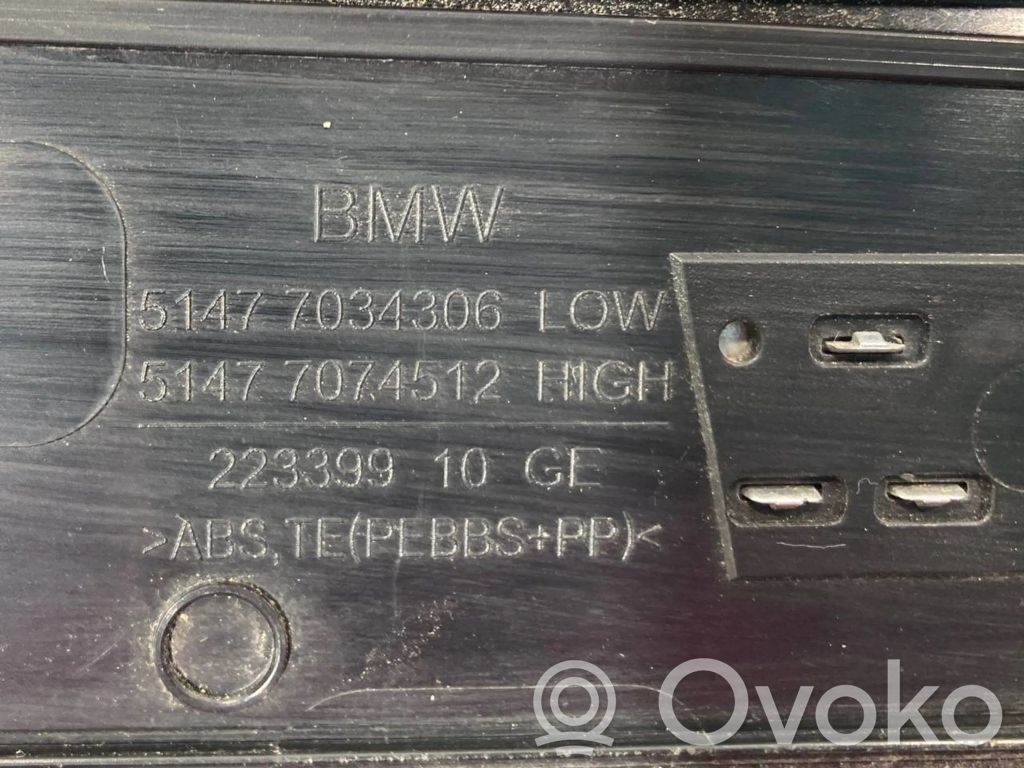 BMW
5147 7034306 LOW
5147 7074512 HIGH
223399 10 GE
>ABS,TE(PEBBS+PP)<
Ovoko